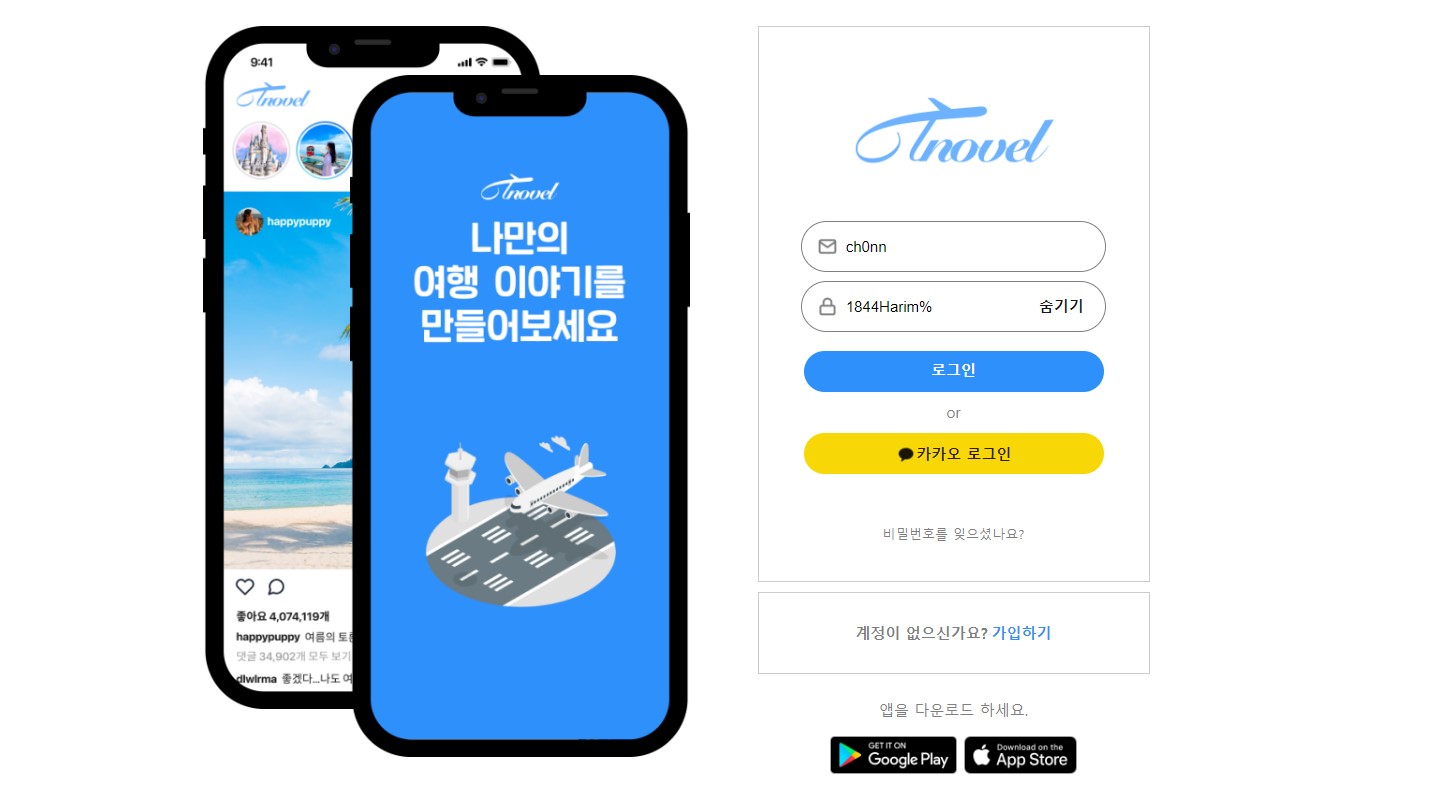 9:41
Tnovel
happypuppy
좋아요 4,074,119개
happypuppy 여름의
댓글 34,902개 모두 보기
dlwlrma 좋겠다...나도 여
Tnovel
나만의
여행 이야기를
만들어보세요
Tnovel
ch0nn
1844Harim% 숨기기
로그인
or
카카오 로그인
비밀번호를 잊으셨나요?
계정이 없으신가요? 가입하기
앱을 다운로드 하세요.
GET IT ON
Google Play
Download on the
App Store